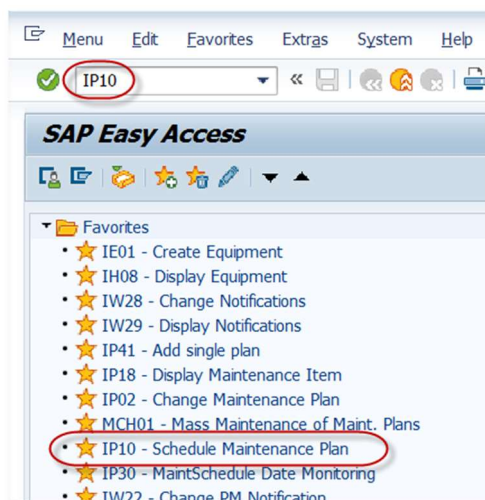 Menu Edit Favorites Extras System Help
IP10
SAP Easy Access
Favorites
IE01 - Create Equipment
IH08 - Display Equipment
IW28 - Change Notifications
IW29 - Display Notifications
IP41 - Add single plan
IP18 - Display Maintenance Item
IP02 - Change Maintenance Plan
MCH01 - Mass Maintenance of Maint. Plans
IP10 - Schedule Maintenance Plan
IP30 - MaintSchedule Date Monitoring
IW22 - Change PM Notification